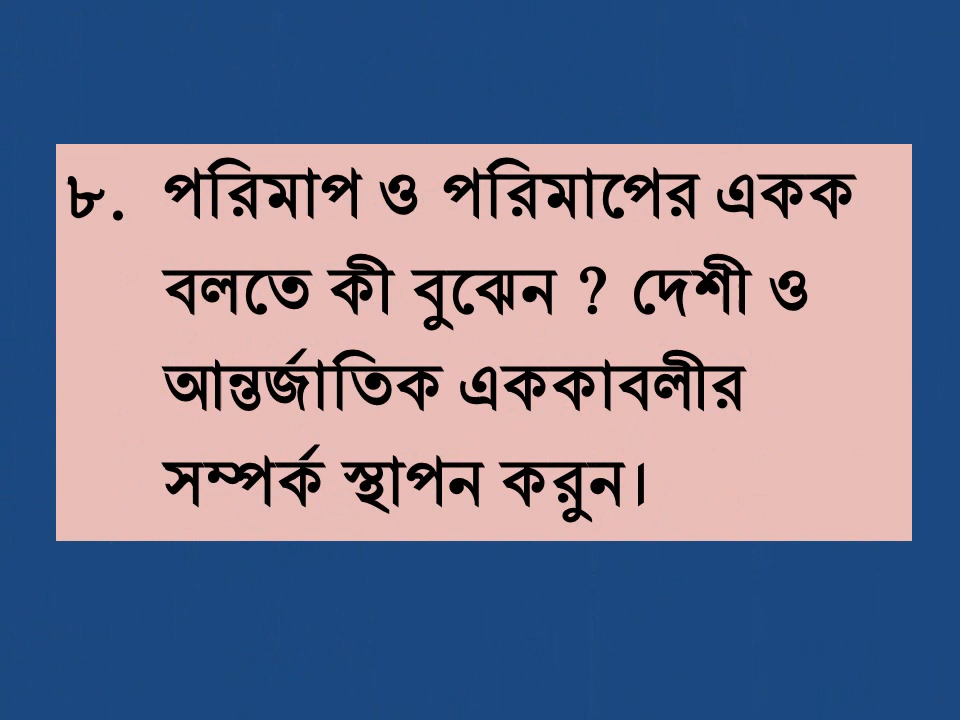 ৮. পরিমাপ ও পরিমাপের একক
বলতে কী বুঝেন ? দেশী ও
আন্তর্জাতিক এককাবলীর
সম্পর্ক স্থাপন করুন।